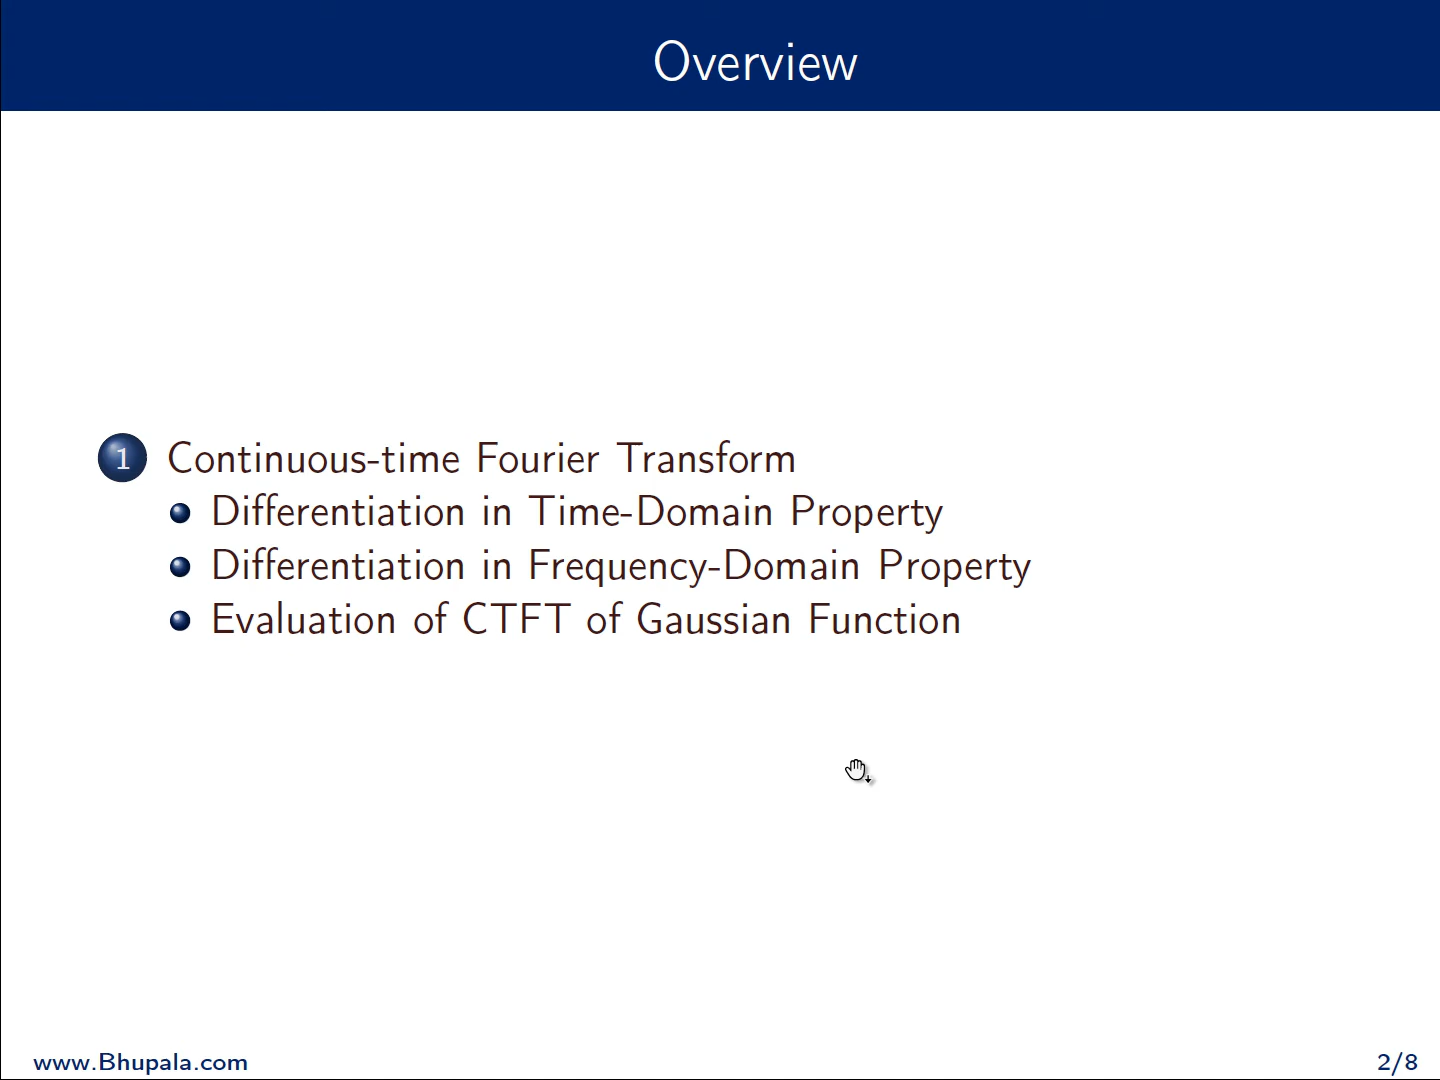 Overview
1 Continuous-time Fourier Transform
Differentiation in Time-Domain Property
Differentiation in Frequency-Domain Property
Evaluation of CTFT of Gaussian Function
www.Bhupala.com
2/8